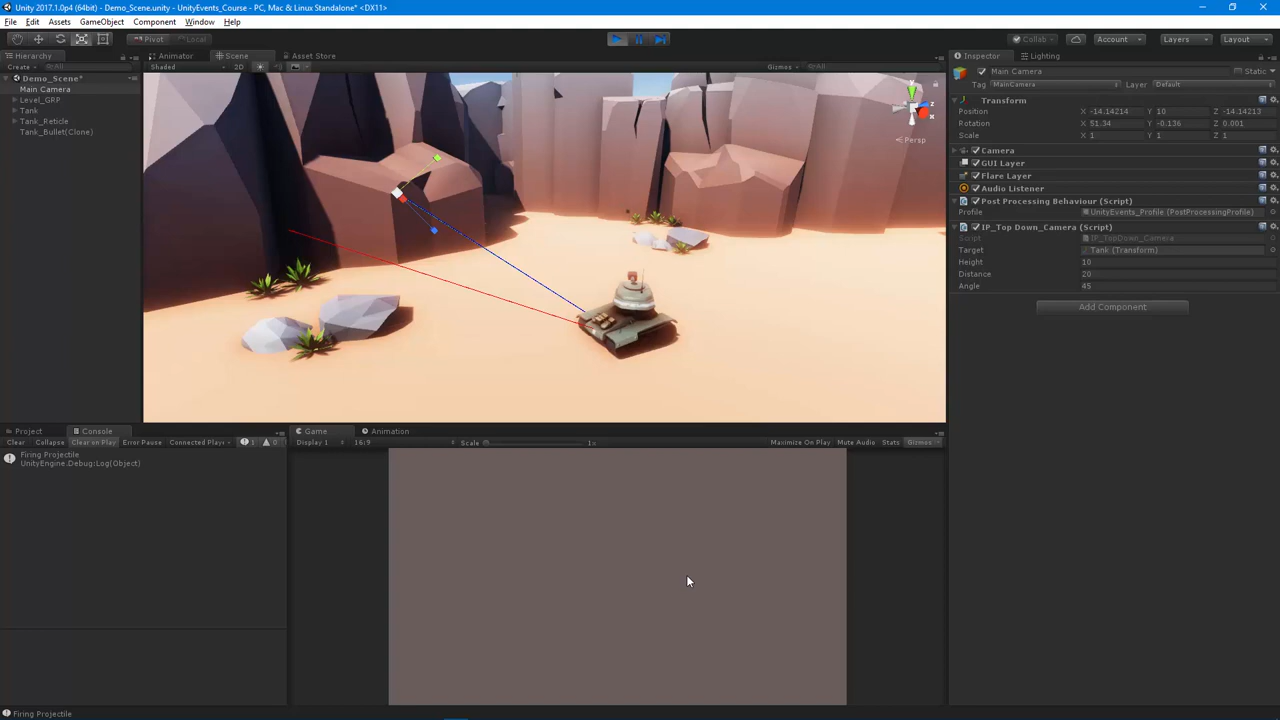 Unity 2017.1.0p4 (64bit) - Demo_Scene.unity - UnityEvents_Course - PC, Mac & Linux Standalone* <DX11>
File Edit Assets GameObject Component Window Help
Pivot Local Collab Account Layers Layout
Hierarchy Animator Scene Asset Store Inspector Lighting
Create All Shaded 2D Gizmos All
Main Camera Static
Tag MainCamera Layer Default
Demo_Scene*
Main Camera
Level_GRP
Tank
Tank_Reticle
Tank_Bullet(Clone)
y z x
Persp
Transform
Position X -14.14214 Y 10 Z -14.14213
Rotation X 51.34 Y -0.136 Z 0.001
Scale X 1 Y 1 Z 1
Camera
GUI Layer
Flare Layer
Audio Listener
Post Processing Behaviour (Script)
Profile UnityEvents_Profile (PostProcessingProfile)
IP_Top Down_Camera (Script)
Script IP_TopDown_Camera
Target Tank (Transform)
Height 10
Distance 20
Angle 45
Add Component
Project Console Game Animation
Clear Collapse Clear on Play Error Pause Connected Player 1 0
Display 1 16:9 Scale 1x Maximize On Play Mute Audio Stats Gizmos
Firing Projectile
UnityEngine.Debug:Log(Object)
Firing Projectile